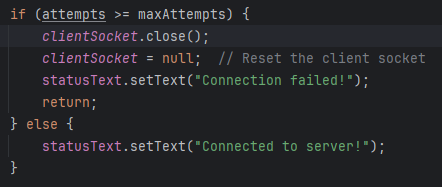 if (attempts >= maxAttempts) {
    clientSocket.close();
    clientSocket = null;  // Reset the client socket
    statusText.setText("Connection failed!");
    return;
} else {
    statusText.setText("Connected to server!");
}